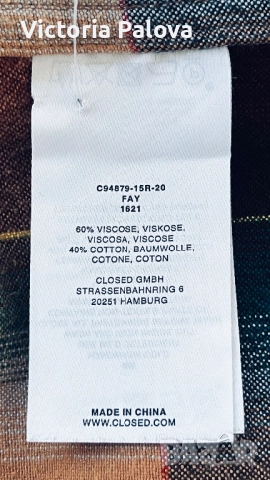 Victoria Palova
C94879-15R-20
FAY
1621
60% VISCOSE, VISKOSE,
VISCOSA, VISCOSE
40% COTTON, BAUMWOLLE,
COTONE, COTON
CLOSED GMBH
STRASSENBAHNRING 6
20251 HAMBURG
MADE IN CHINA
WWW.CLOSED.COM